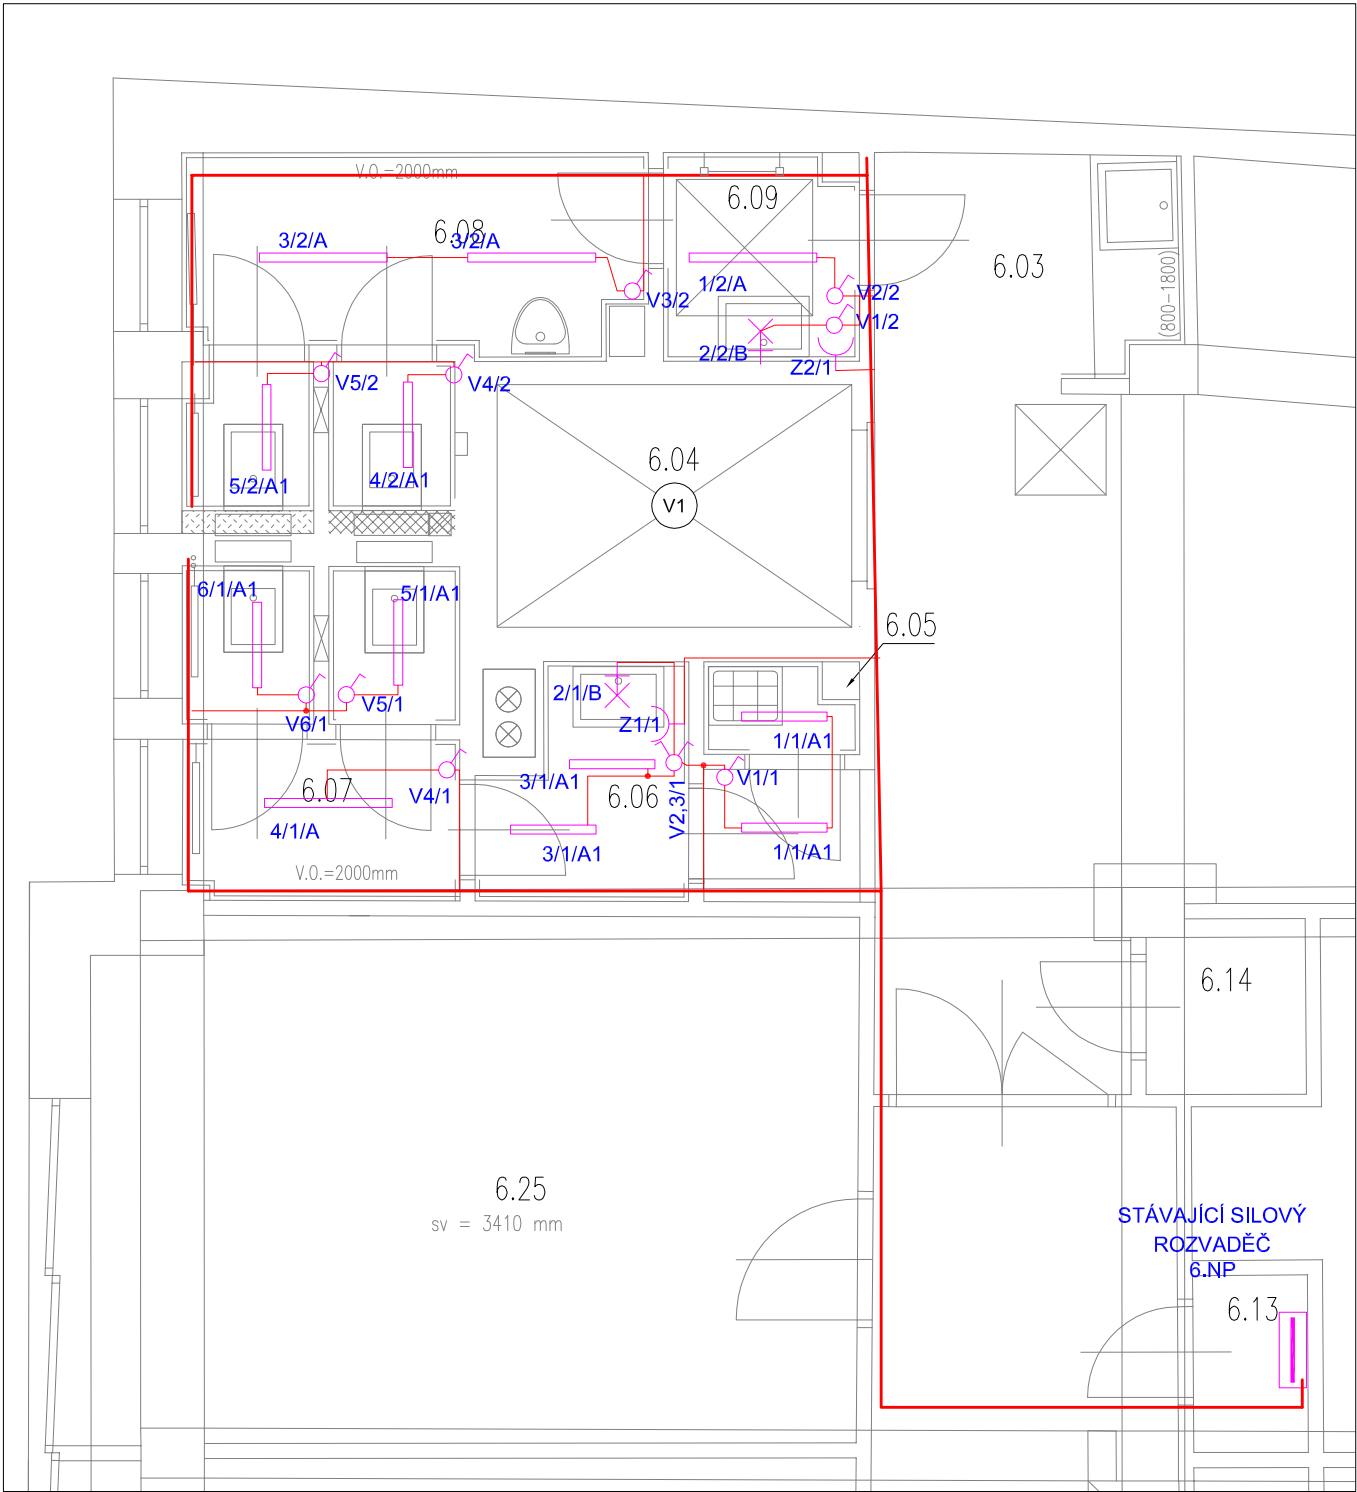 V.O.=2000mm
6.09
6.08
3/2/A
3/2/A
6.03
(800-1800)
1/2/A
V2/2
V3/2
V1/2
2/2/B
Z2/1
V5/2
V4/2
6.04
5/2/A1
4/2/A1
V1
6/1/A1
5/1/A1
6.05
2/1/B
V6/1
V5/1
Z1/1
1/1/A1
3/1/A1
V1/1
6.07
V4/1
6.06
V2,3/1
4/1/A
3/1/A1
1/1/A1
V.O.=2000mm
6.14
6.25
sv = 3410 mm
STÁVAJÍCÍ SILOVÝ
ROZVADĚČ
6.NP
6.13